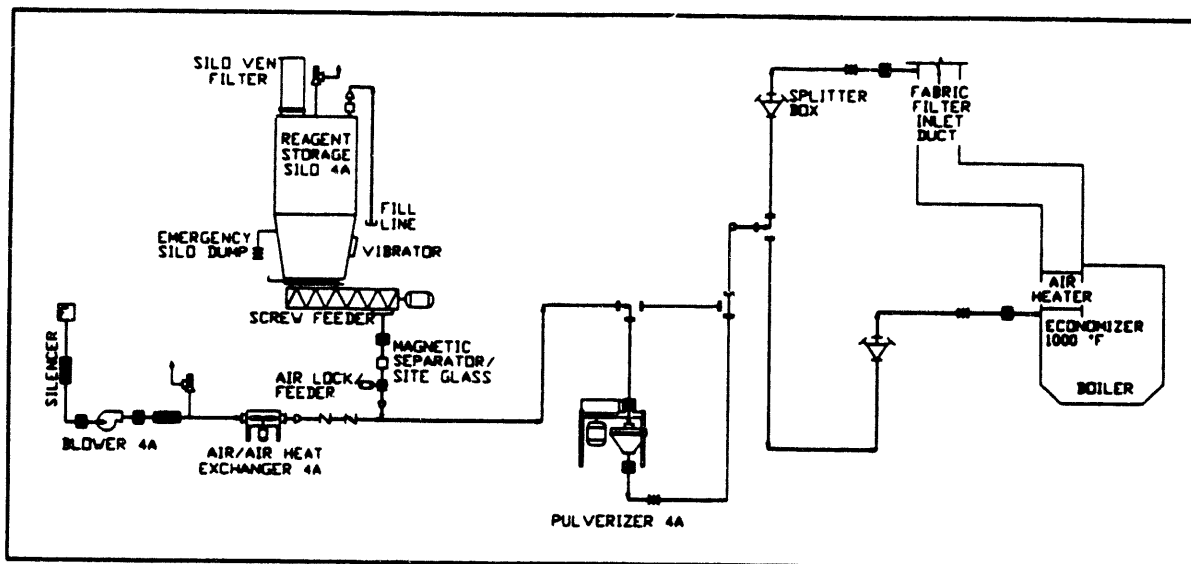 SILO VEN
FILTER
REAGENT
STORAGE
SILO 4A
FILL
LINE
EMERGENCY
SILO DUMP
VIBRATOR
SCREW FEEDER
MAGNETIC
SEPARATOR/
SITE GLASS
AIR LOCK/
FEEDER
SILENCER
BLOWER 4A
AIR/AIR HEAT
EXCHANGER 4A
PULVERIZER 4A
SPLITTER
BOX
FABRIC
FILTER
INLET
DUCT
AIR
HEATER
ECONOMIZER
1000 °F
BOILER